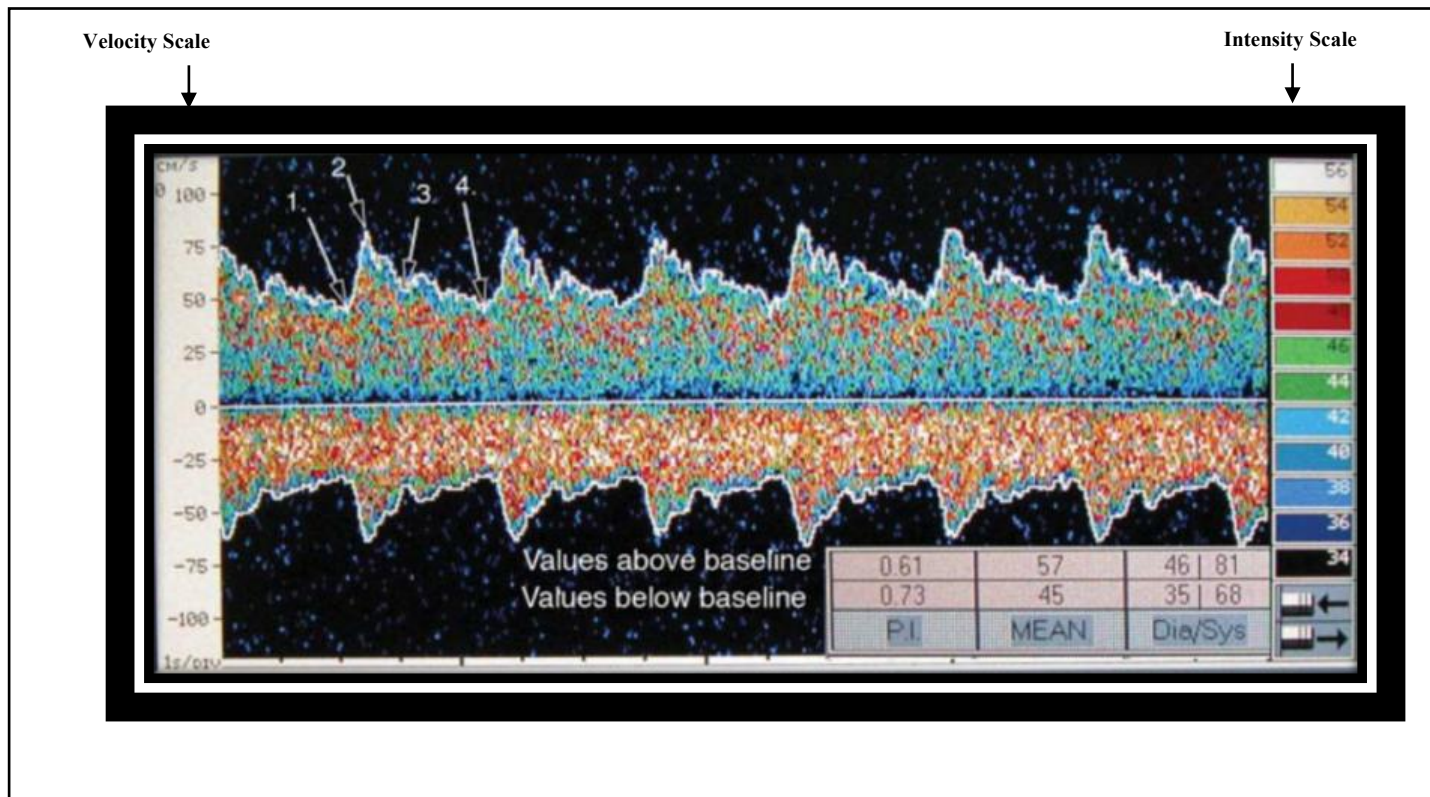 Velocity Scale
Intensity Scale
CM/S
0
100
75
50
25
0
-25
-50
-75
-100
1s/div
1.
2
3
4.
56
54
52
46
44
42
40
38
36
34
Values above baseline
0.61 57 46 | 81
Values below baseline
0.73 45 35 | 68
P.I. MEAN Dia/Sys